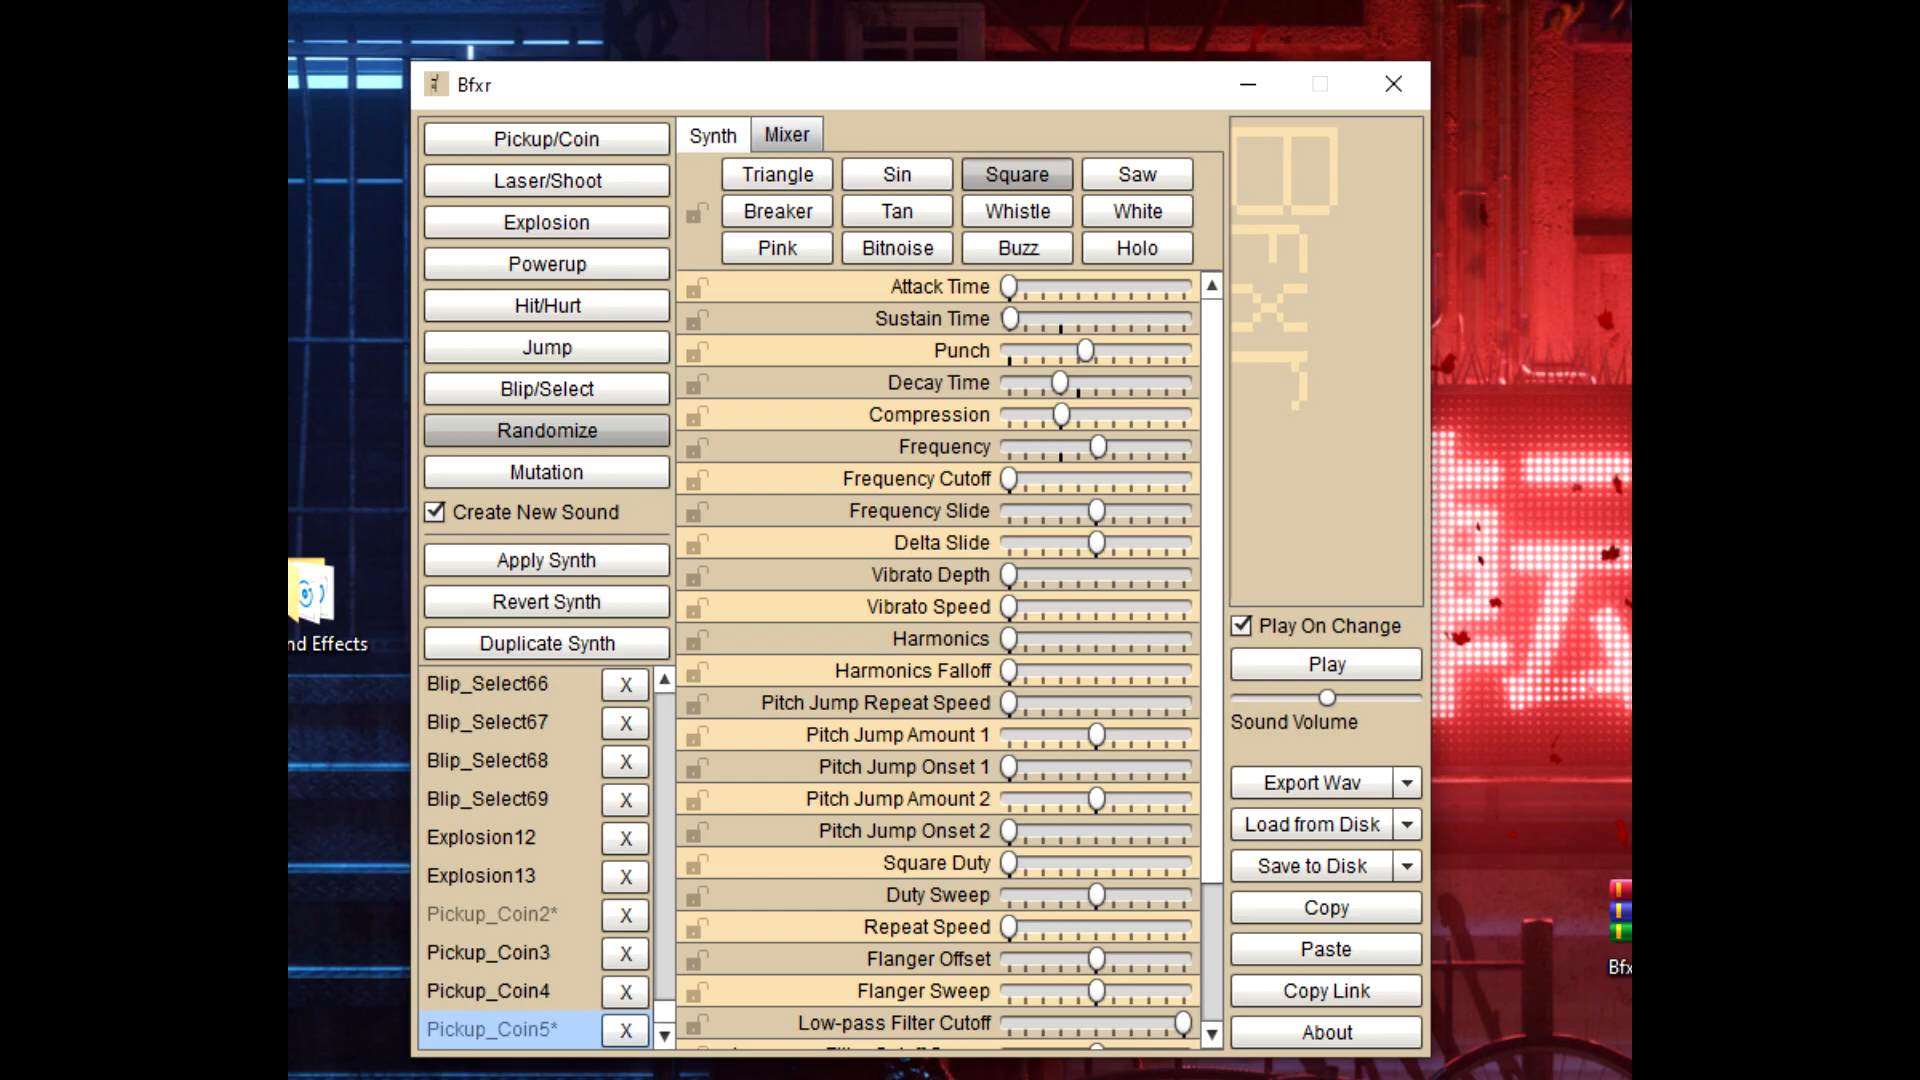 Bfxr
Pickup/Coin
Laser/Shoot
Explosion
Powerup
Hit/Hurt
Jump
Blip/Select
Randomize
Mutation
Create New Sound
Apply Synth
Revert Synth
Duplicate Synth
Blip_Select66 X
Blip_Select67 X
Blip_Select68 X
Blip_Select69 X
Explosion12 X
Explosion13 X
Pickup_Coin2* X
Pickup_Coin3 X
Pickup_Coin4 X
Pickup_Coin5* X
Synth Mixer
Triangle Sin Square Saw
Breaker Tan Whistle White
Pink Bitnoise Buzz Holo
Attack Time
Sustain Time
Punch
Decay Time
Compression
Frequency
Frequency Cutoff
Frequency Slide
Delta Slide
Vibrato Depth
Vibrato Speed
Harmonics
Harmonics Falloff
Pitch Jump Repeat Speed
Pitch Jump Amount 1
Pitch Jump Onset 1
Pitch Jump Amount 2
Pitch Jump Onset 2
Square Duty
Duty Sweep
Repeat Speed
Flanger Offset
Flanger Sweep
Low-pass Filter Cutoff
Bfxr
Play On Change
Play
Sound Volume
Export Wav
Load from Disk
Save to Disk
Copy
Paste
Copy Link
About
nd Effects
Bfx